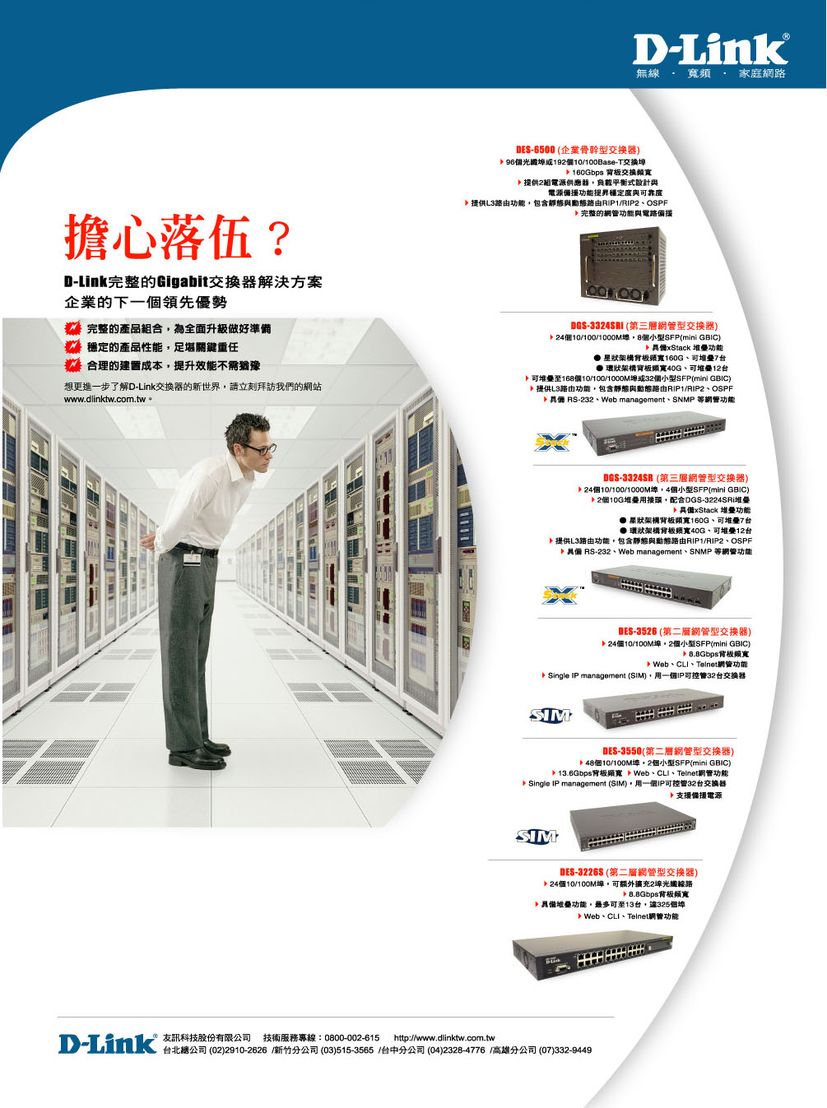 D-Link®
無線 · 寬頻 · 家庭網路
擔心落伍？
D-Link完整的Gigabit交換器解決方案
企業的下一個領先優勢
完整的產品組合，為全面升級做好準備
穩定的產品性能，足堪關鍵重任
合理的建置成本，提升效能不需猶豫
想更進一步了解D-Link交換器的新世界，請立刻拜訪我們的網站
www.dlinktw.com.tw。
DES-6500 (企業骨幹型交換器)
96個光纖埠或192個10/100Base-T交換埠
160Gbps 背板交換頻寬
提供2組電源供應器，負載平衡式設計與
電源備援功能提昇穩定度與可靠度
提供L3路由功能，包含靜態與動態路由RIP1/RIP2、OSPF
完整的網管功能與電路備援
DGS-3324SRi (第三層網管型交換器)
24個10/100/1000M埠，8個小型SFP(mini GBIC)
具備xStack 堆疊功能
● 星狀架構背板頻寬160G、可堆疊7台
● 環狀架構背板頻寬40G、可堆疊12台
可堆疊至168個10/100/1000M埠或32個小型SFP(mini GBIC)
提供L3路由功能，包含靜態與動態路由RIP1/RIP2、OSPF
具備 RS-232、Web management、SNMP 等網管功能
xStack™
DGS-3324SR (第三層網管型交換器)
24個10/100/1000M埠，4個小型SFP(mini GBIC)
2個10G堆疊用接頭，配合DGS-3224SRi堆疊
具備xStack 堆疊功能
● 星狀架構背板頻寬160G、可堆疊7台
● 環狀架構背板頻寬40G、可堆疊12台
提供L3路由功能，包含靜態與動態路由RIP1/RIP2、OSPF
具備 RS-232、Web management、SNMP 等網管功能
xStack™
DES-3526 (第二層網管型交換器)
24個10/100M埠，2個小型SFP(mini GBIC)
8.8Gbps背板頻寬
Web、CLI、Telnet網管功能
Single IP management (SIM)，用一個IP可控管32台交換器
SIM
DES-3550(第二層網管型交換器)
48個10/100M埠，2個小型SFP(mini GBIC)
13.6Gbps背板頻寬 Web、CLI、Telnet網管功能
Single IP management (SIM)，用一個IP可控管32台交換器
支援備援電源
SIM
DES-3226S (第二層網管型交換器)
24個10/100M埠，可額外擴充2埠光纖線路
8.8Gbps背板頻寬
具備堆疊功能，最多可至13台，達325個埠
Web、CLI、Telnet網管功能
D-Link
D-Link® 友訊科技股份有限公司 技術服務專線：0800-002-615 http://www.dlinktw.com.tw
台北總公司 (02)2910-2626 /新竹分公司 (03)515-3565 /台中分公司 (04)2328-4776 /高雄分公司 (07)332-9449